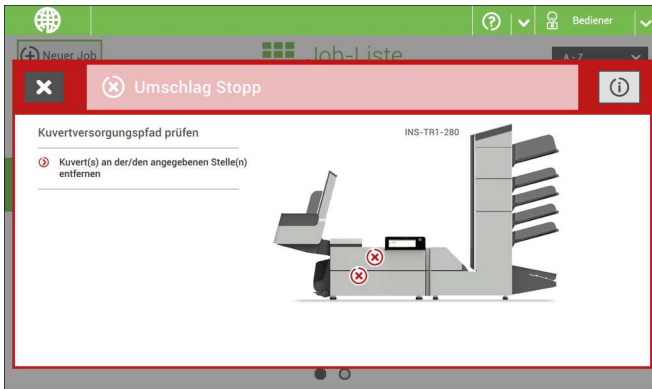 Bediener
Neuer Job
Job-Liste
A - Z
Umschlag Stopp
Kuvertversorgungspfad prüfen
INS-TR1-280
Kuvert(s) an der/den angegebenen Stelle(n)
entfernen